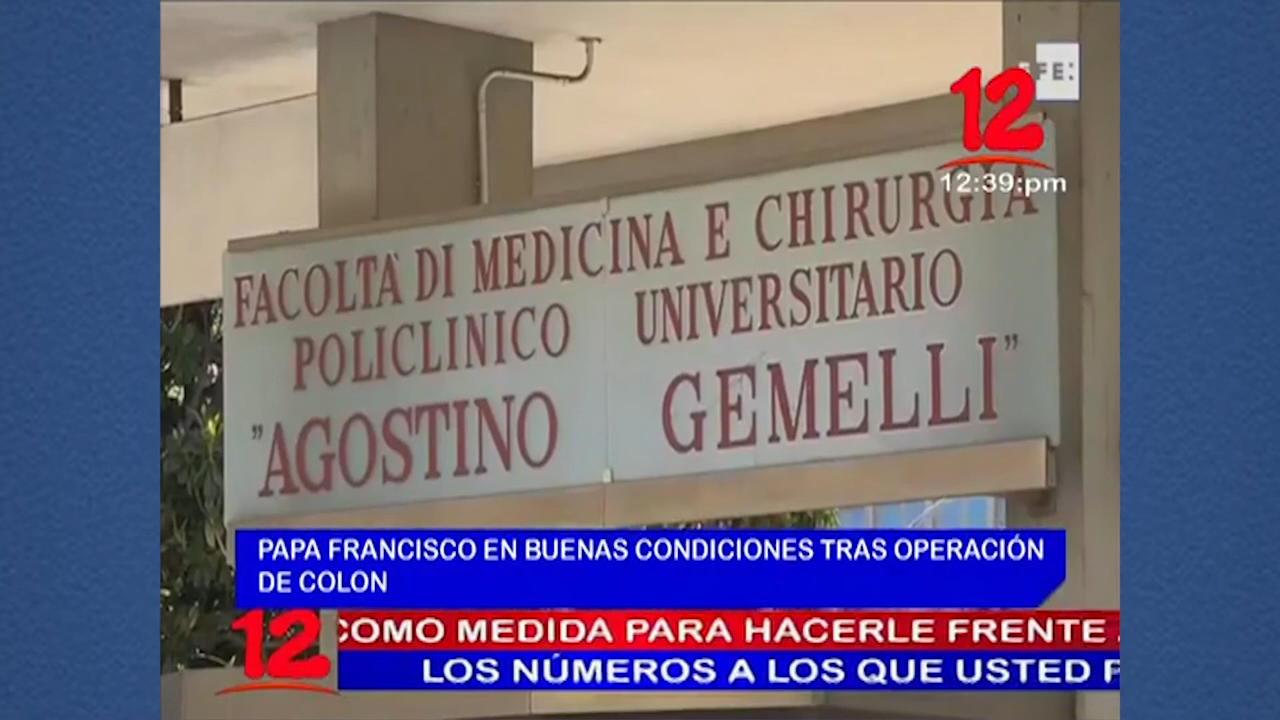 EFE:
12
12:39:pm
FACOLTÀ DI MEDICINA E CHIRURGIA
POLICLINICO UNIVERSITARIO
"AGOSTINO GEMELLI"
PAPA FRANCISCO EN BUENAS CONDICIONES TRAS OPERACIÓN
DE COLON
12
COMO MEDIDA PARA HACERLE FRENTE
LOS NÚMEROS A LOS QUE USTED P